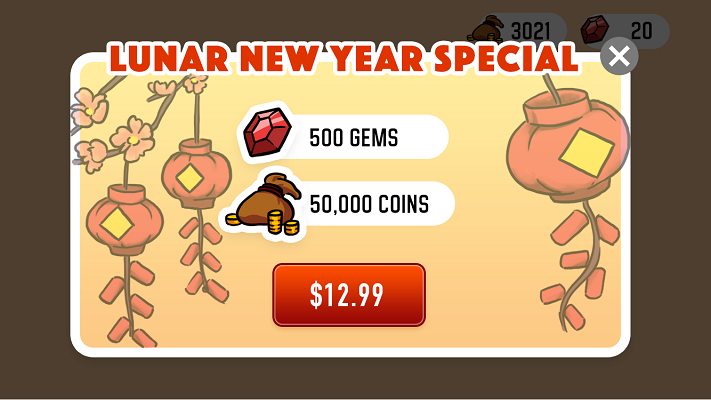 3021 20
LUNAR NEW YEAR SPECIAL
500 GEMS
50,000 COINS
$12.99